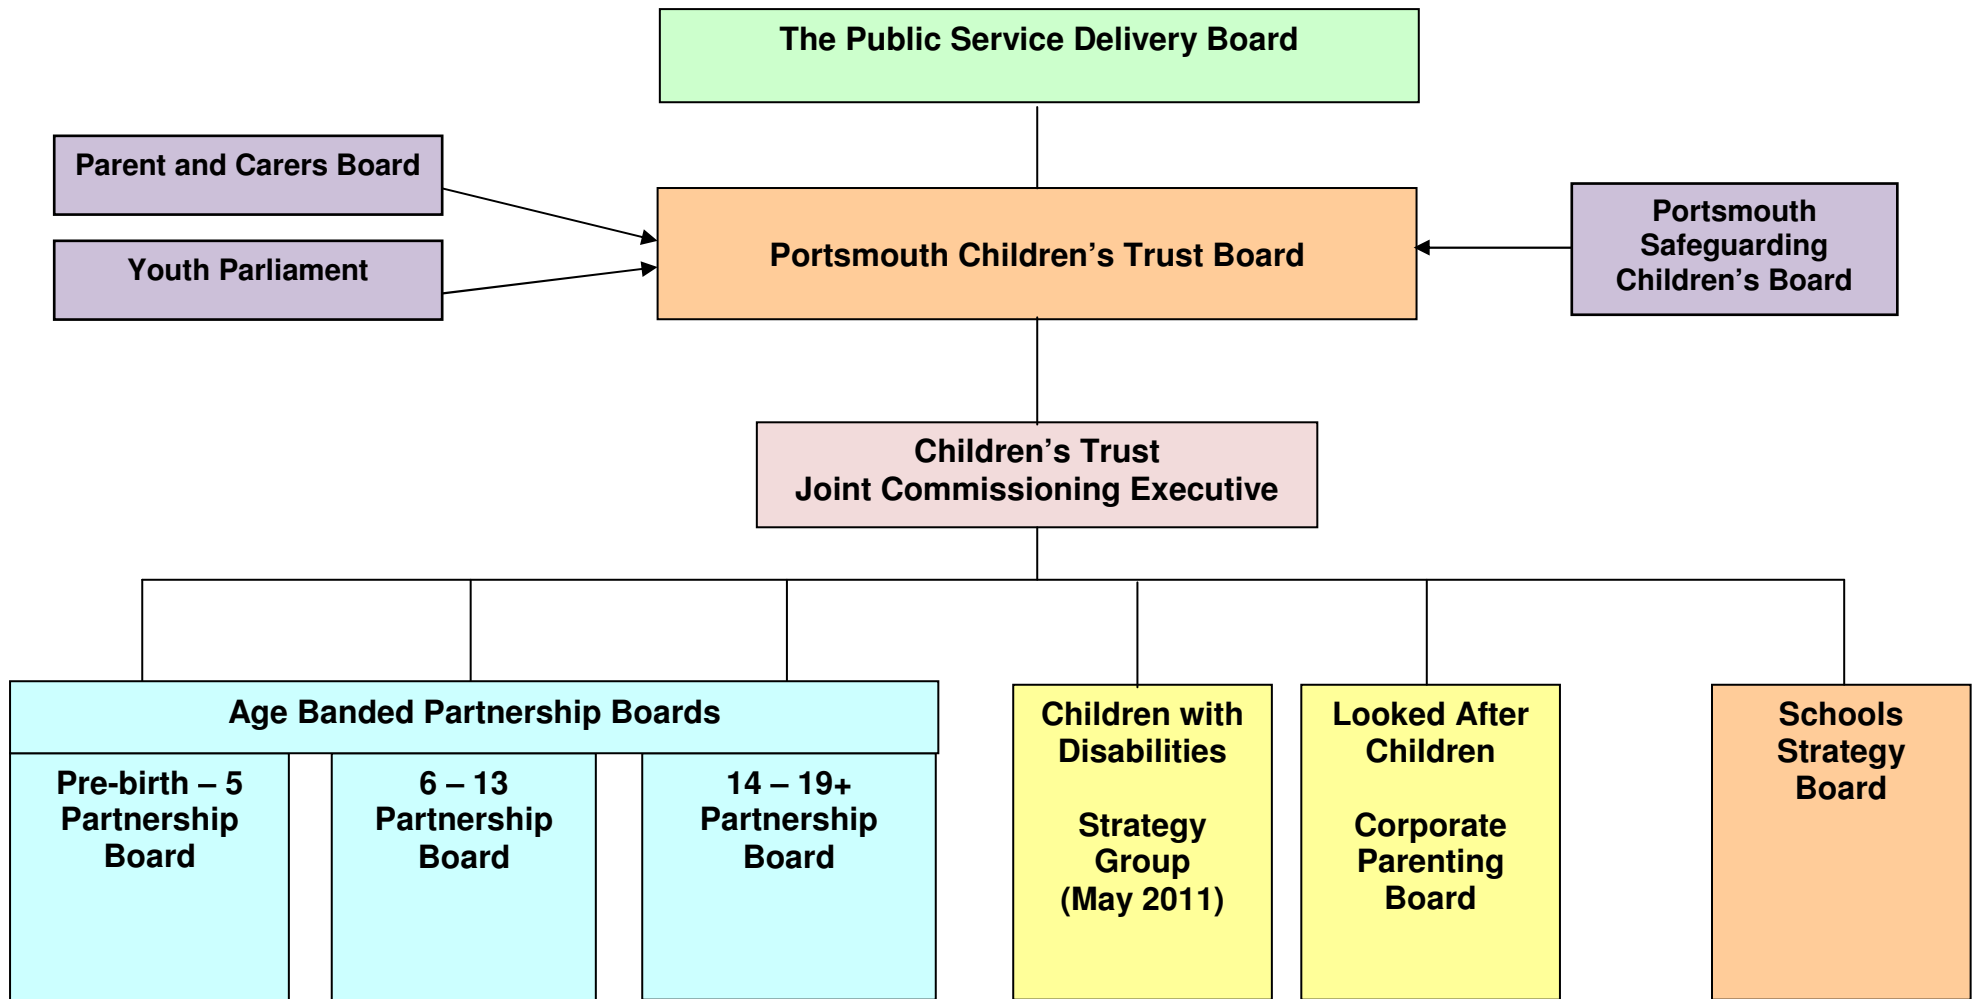 The Public Service Delivery Board
Parent and Carers Board
Youth Parliament
Portsmouth Children’s Trust Board
Portsmouth
Safeguarding
Children’s Board
Children’s Trust
Joint Commissioning Executive
Age Banded Partnership Boards
Pre-birth – 5
Partnership
Board
6 – 13
Partnership
Board
14 – 19+
Partnership
Board
Children with
Disabilities
Strategy
Group
(May 2011)
Looked After
Children
Corporate
Parenting
Board
Schools
Strategy
Board